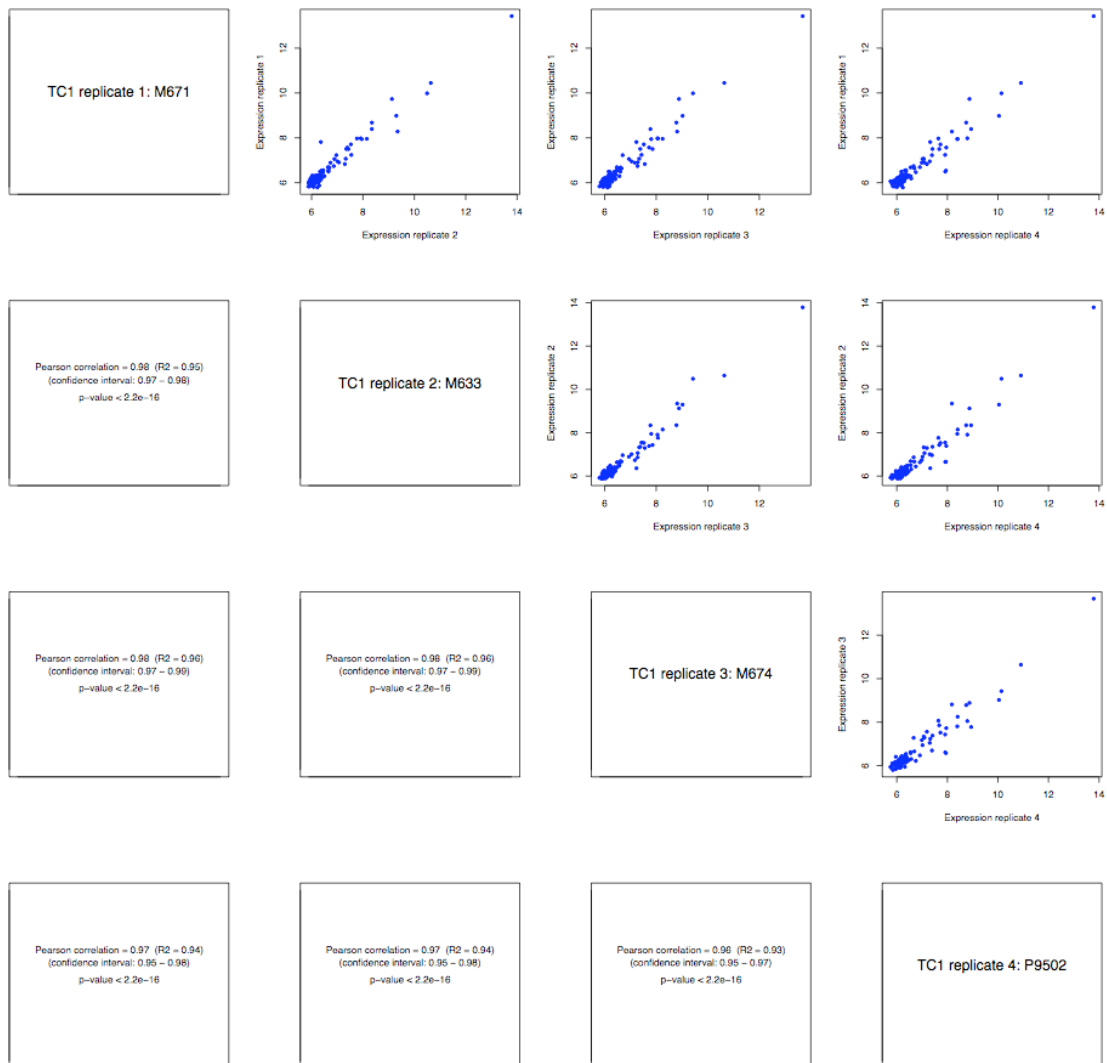 TC1 replicate 1: M671
Expression replicate 1
6 8 10 12
6 8 10 12 14
Expression replicate 2
Expression replicate 1
6 8 10 12
6 8 10 12
Expression replicate 3
Expression replicate 1
6 8 10 12
6 8 10 12 14
Expression replicate 4
Pearson correlation = 0.98 (R2 = 0.95)
(confidence interval: 0.97 − 0.98)
p−value < 2.2e−16
TC1 replicate 2: M633
Expression replicate 2
6 8 10 12 14
6 8 10 12
Expression replicate 3
Expression replicate 2
6 8 10 12 14
6 8 10 12 14
Expression replicate 4
Pearson correlation = 0.98 (R2 = 0.96)
(confidence interval: 0.97 − 0.99)
p−value < 2.2e−16
Pearson correlation = 0.98 (R2 = 0.96)
(confidence interval: 0.97 − 0.99)
p−value < 2.2e−16
TC1 replicate 3: M674
Expression replicate 3
6 8 10 12
6 8 10 12 14
Expression replicate 4
Pearson correlation = 0.97 (R2 = 0.94)
(confidence interval: 0.95 − 0.98)
p−value < 2.2e−16
Pearson correlation = 0.97 (R2 = 0.94)
(confidence interval: 0.95 − 0.98)
p−value < 2.2e−16
Pearson correlation = 0.96 (R2 = 0.93)
(confidence interval: 0.95 − 0.97)
p−value < 2.2e−16
TC1 replicate 4: P9502